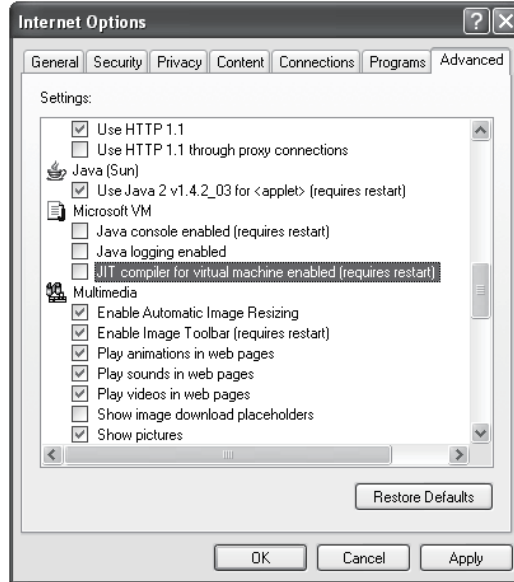 Internet Options
General Security Privacy Content Connections Programs Advanced
Settings:
Use HTTP 1.1
Use HTTP 1.1 through proxy connections
Java (Sun)
Use Java 2 v1.4.2_03 for <applet> (requires restart)
Microsoft VM
Java console enabled (requires restart)
Java logging enabled
JIT compiler for virtual machine enabled (requires restart)
Multimedia
Enable Automatic Image Resizing
Enable Image Toolbar (requires restart)
Play animations in web pages
Play sounds in web pages
Play videos in web pages
Show image download placeholders
Show pictures
Restore Defaults
OK Cancel Apply